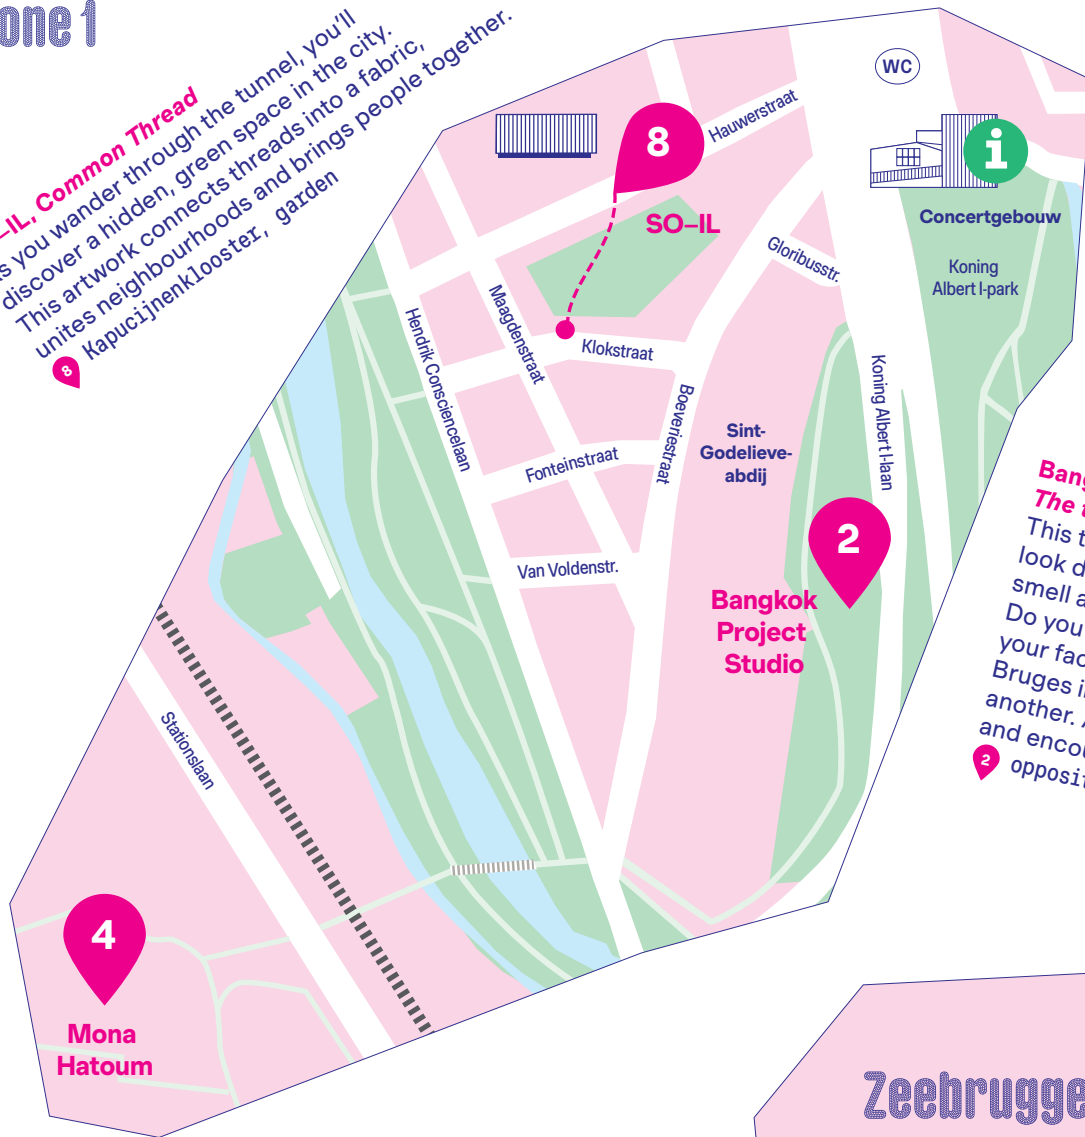 one 1
–IL, Common Thread
s you wander through the tunnel, you'll
discover a hidden, green space in the city.
This artwork connects threads into a fabric,
unites neighbourhoods and brings people together.
8 Kapucijnenklooster, garden
WC
8
Hauwerstraat
i
SO–IL
Concertgebouw
Gloribusstr.
Koning
Albert I-park
Maagdenstraat
Hendrik Consciencelaan
Klokstraat
Koning Albert I-laan
Boeveriestraat
Sint-
Godelieve-
abdij
Fonteinstraat
2
Van Voldenstr.
Bangkok
Project
Studio
Stationslaan
4
Mona
Hatoum
Bang
The t
This t
look d
smell a
Do you
your fac
Bruges i
another.
and encou
2 opposit
Zeebrugge